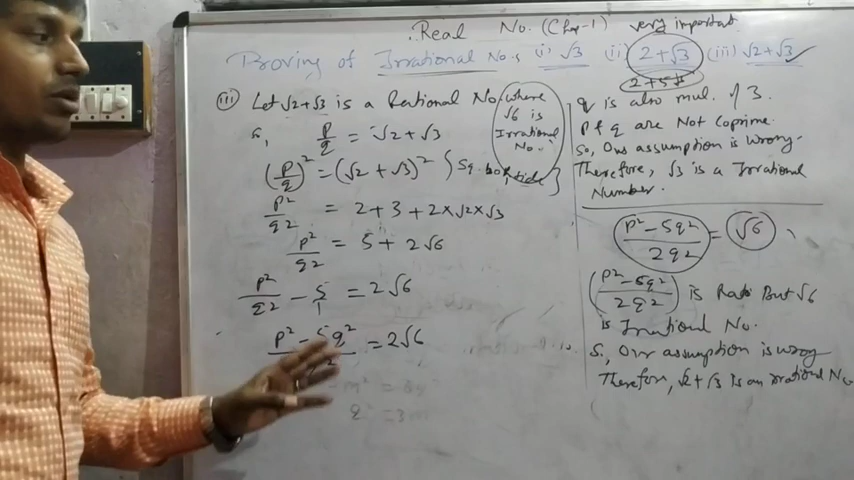 Real No. (Chap-1) very important
Proving of Irrational No.s (i) √3 (ii) 2+√3 (iii) √2+√3 ✓
2+5√
(iii) Let √2+√3 is a Rational No. where √6 is Irrational No.
So, p/q = √2+√3
(p/q)² = (√2+√3)² } Sq. both side }
p²/q² = 2+3+2×√2×√3
p²/q² = 5+2√6
p²/q² - 5/1 = 2√6
p² - 5q²/q² = 2√6
q is also mul. of 3.
P & q are Not Coprime.
So, Our assumption is wrong.
Therefore, √3 is a Irrational
Number.
p²-5q²/2q² = √6
(p²-5q²/2q²) is Ratio But √6
is Irrational No.
So, Our assumption is wrong
Therefore, √2+√3 is an irrational No